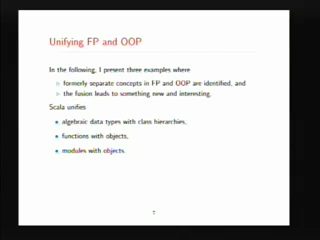 Unifying FP and OOP
In the following, I present three examples where
▷ formerly separate concepts in FP and OOP are identified, and
▷ the fusion leads to something new and interesting.
Scala unifies
• algebraic data types with class hierarchies,
• functions with objects,
• modules with objects.